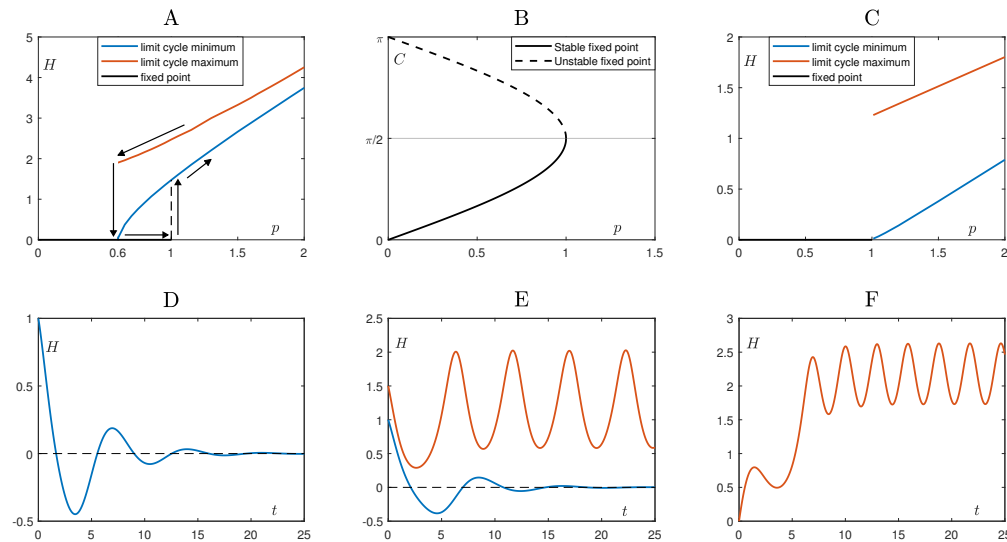 A
5
4
3
2
1
0
H
limit cycle minimum
limit cycle maximum
fixed point
0
0.6
1
1.5
2
p
B
π
π/2
0
C
Stable fixed point
Unstable fixed point
0
0.5
1
1.5
p
C
2
1.5
1
0.5
0
H
limit cycle minimum
limit cycle maximum
fixed point
0
0.5
1
1.5
2
p
D
1
0.5
0
-0.5
H
0
5
10
15
20
25
t
E
2.5
2
1.5
1
0.5
0
-0.5
H
0
5
10
15
20
25
t
F
3
2.5
2
1.5
1
0.5
0
H
0
5
10
15
20
25
t